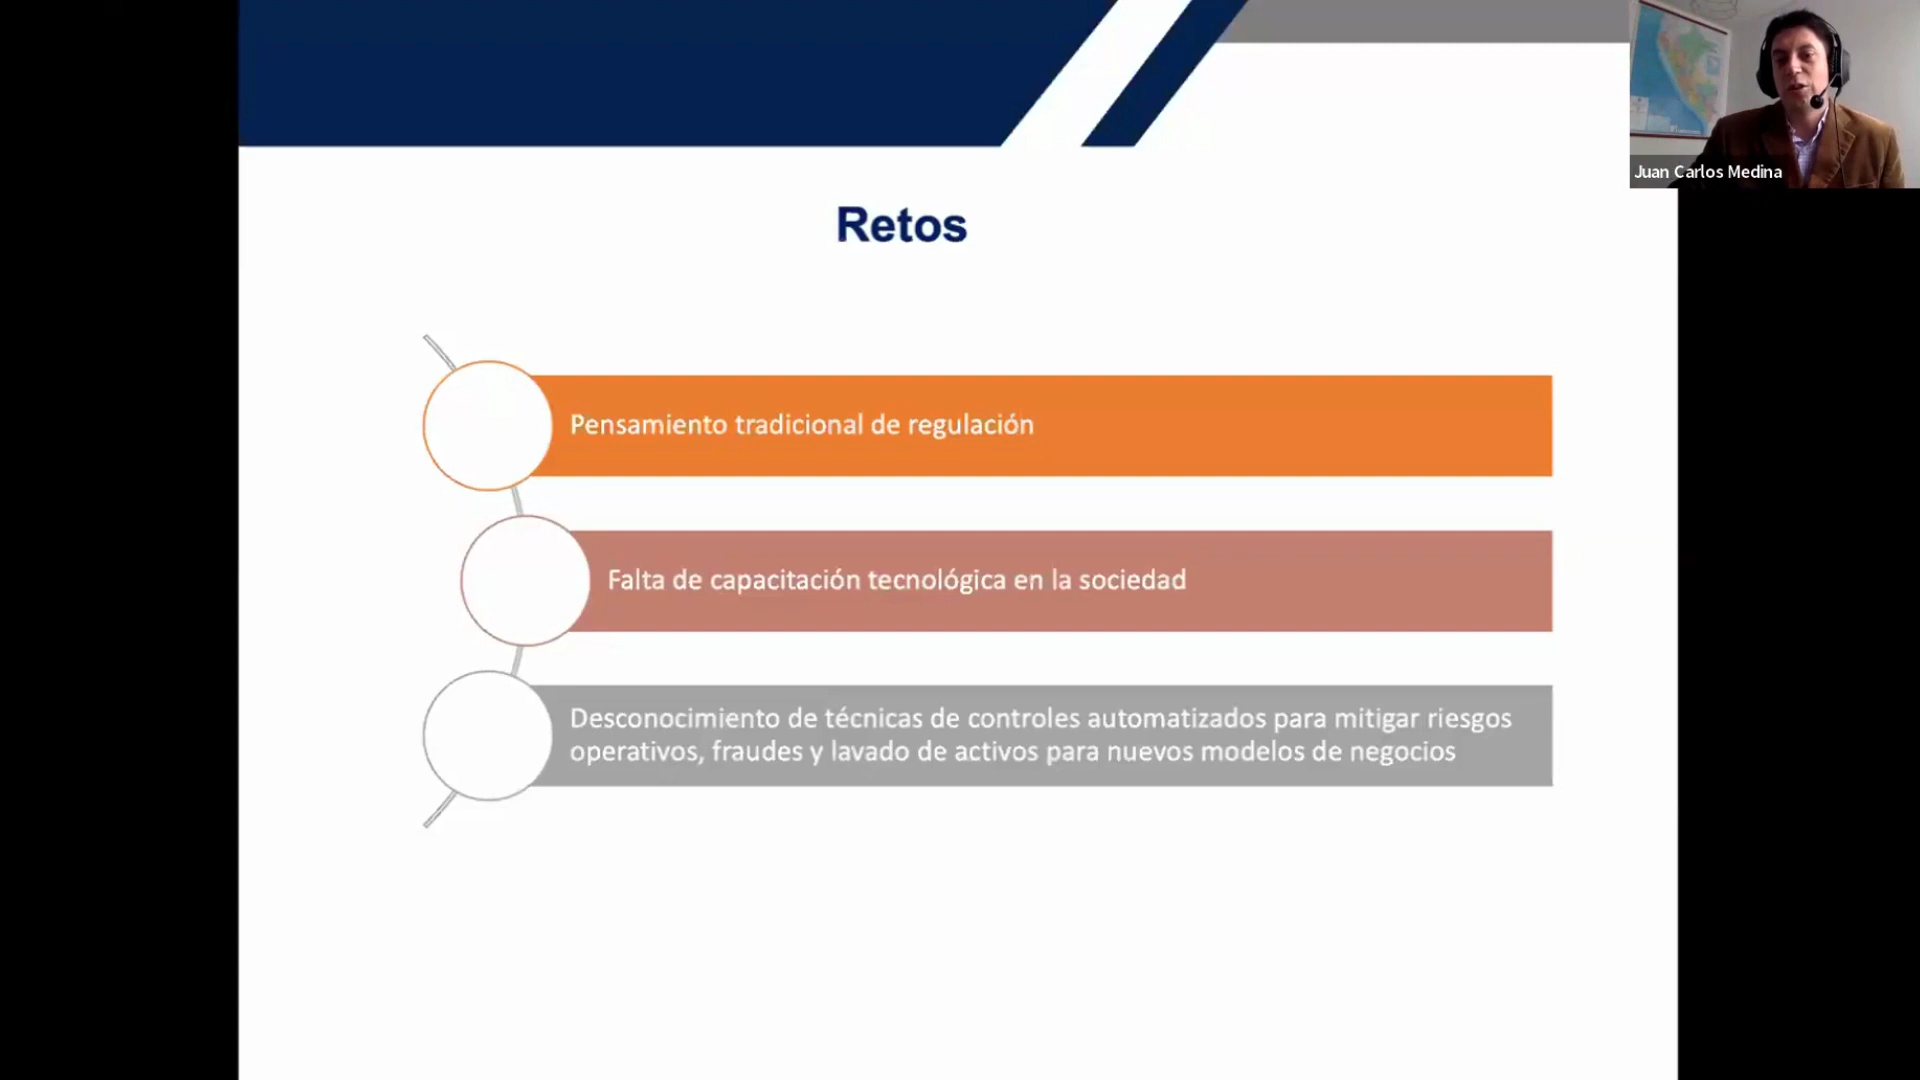 Juan Carlos Medina
Retos
Pensamiento tradicional de regulación
Falta de capacitación tecnológica en la sociedad
Desconocimiento de técnicas de controles automatizados para mitigar riesgos
operativos, fraudes y lavado de activos para nuevos modelos de negocios